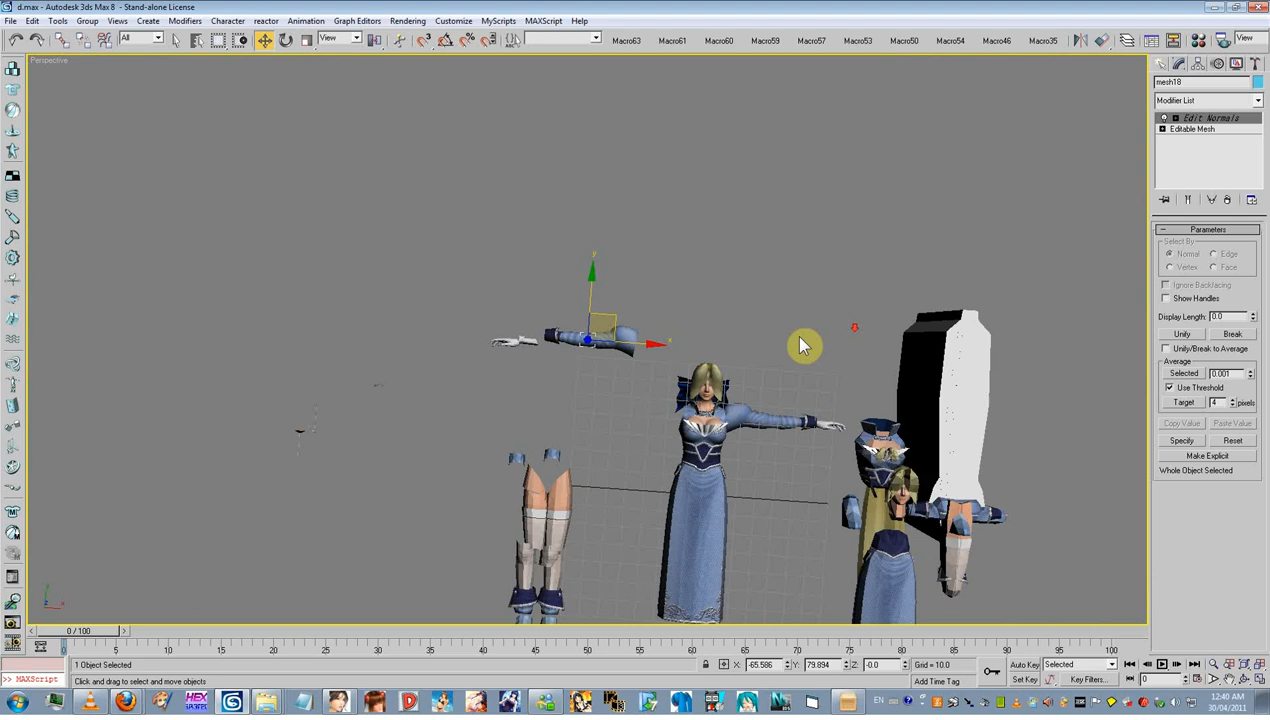 d.max - Autodesk 3ds Max 8 - Stand-alone License
File Edit Tools Group Views Create Modifiers Character reactor Animation Graph Editors Rendering Customize MyScripts MAXScript Help
All View Macro63 Macro61 Macro60 Macro59 Macro57 Macro53 Macro50 Macro54 Macro46 Macro35 View
Perspective
mesh18
Modifier List
Edit Normals
Editable Mesh
Parameters
Select By
Normal Edge
Vertex Face
Ignore Backfacing
Show Handles
Display Length: 0.0
Unify Break
Unify/Break to Average
Average
Selected 0.001
Use Threshold
Target 4 pixels
Copy Value Paste Value
Specify Reset
Make Explicit
Whole Object Selected
y
x
0 / 100
0 5 10 15 20 25 30 35 40 45 50 55 60 65 70 75 80 85 90 95 100
1 Object Selected X: -65.586 Y: 79.894 Z: -0.0 Grid = 10.0 Auto Key Selected
>> MAXScript Click and drag to select and move objects Add Time Tag Set Key Key Filters... 0
HEX
EN 12:40 AM
30/04/2011